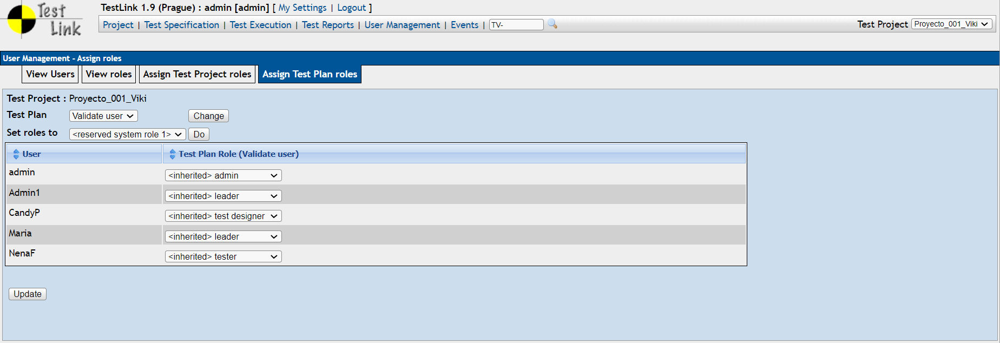 Test Link
TestLink 1.9 (Prague) : admin [admin] [ My Settings | Logout ]
Project | Test Specification | Test Execution | Test Reports | User Management | Events | TV-
Test Project Proyecto_001_Viki
User Management - Assign roles
View Users View roles Assign Test Project roles Assign Test Plan roles
Test Project : Proyecto_001_Viki
Test Plan Validate user Change
Set roles to <reserved system role 1> Do
User Test Plan Role (Validate user)
admin <inherited> admin
Admin1 <inherited> leader
CandyP <inherited> test designer
Maria <inherited> leader
NenaF <inherited> tester
Update